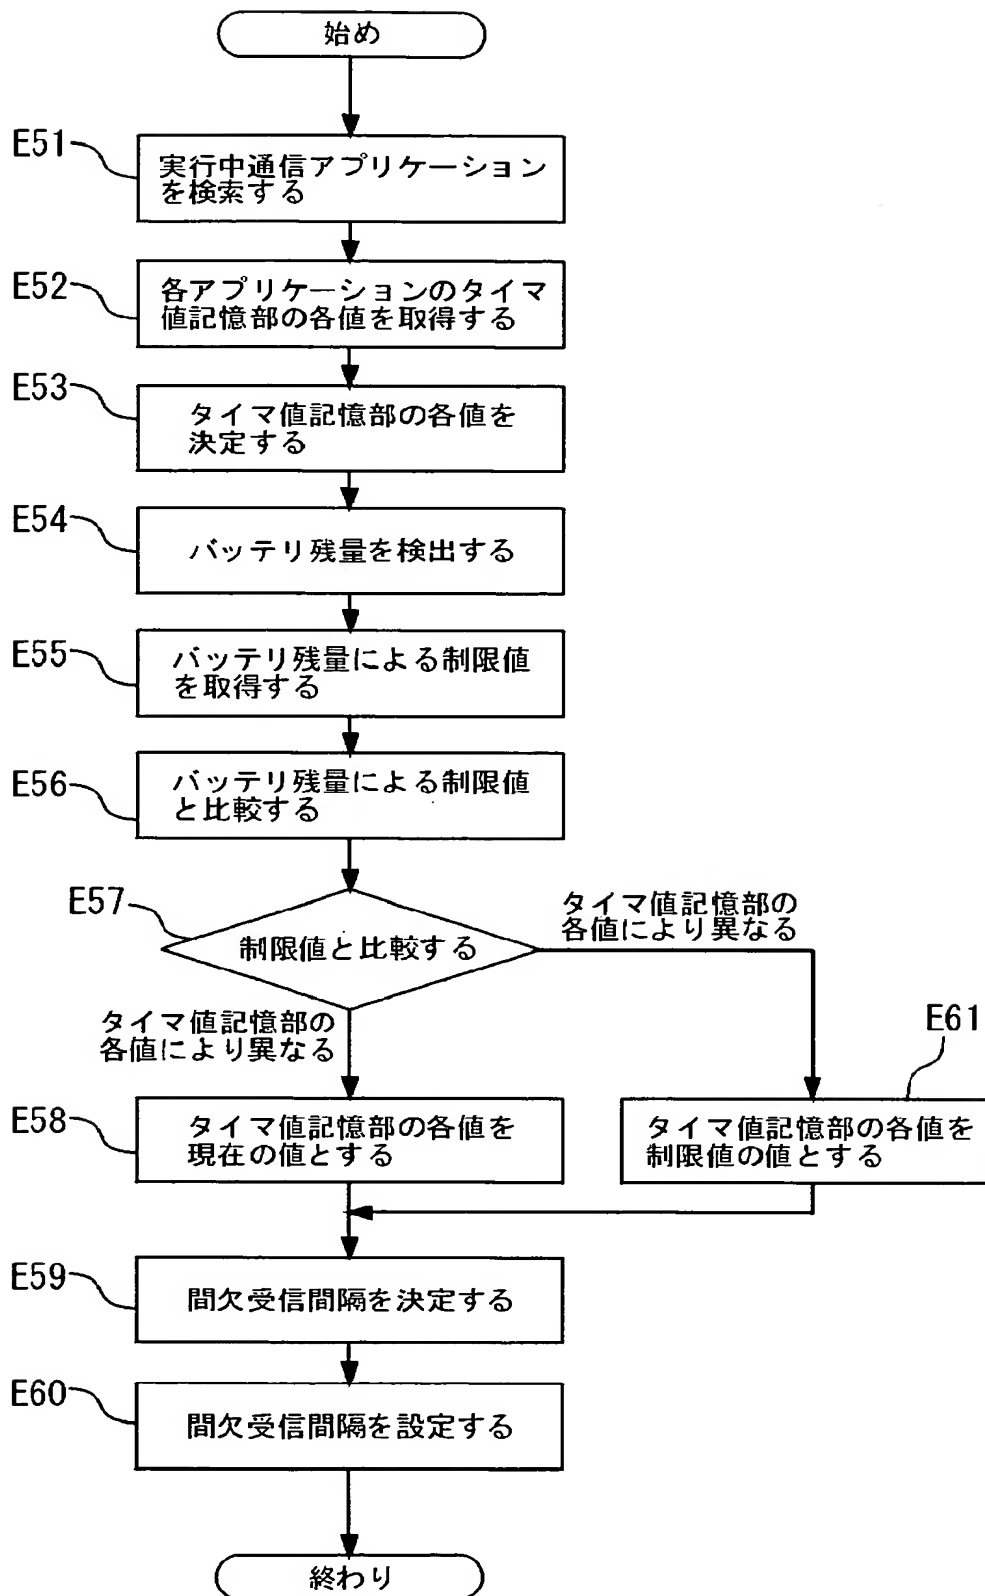 始め
E51
実行中通信アプリケーション
を検索する
E52
各アプリケーションのタイマ
値記憶部の各値を取得する
E53
タイマ値記憶部の各値を
決定する
E54
バッテリ残量を検出する
E55
バッテリ残量による制限値
を取得する
E56
バッテリ残量による制限値
と比較する
E57
制限値と比較する
タイマ値記憶部の
各値により異なる
タイマ値記憶部の
各値により異なる
E58
タイマ値記憶部の各値を
現在の値とする
E61
タイマ値記憶部の各値を
制限値の値とする
E59
間欠受信間隔を決定する
E60
間欠受信間隔を設定する
終わり